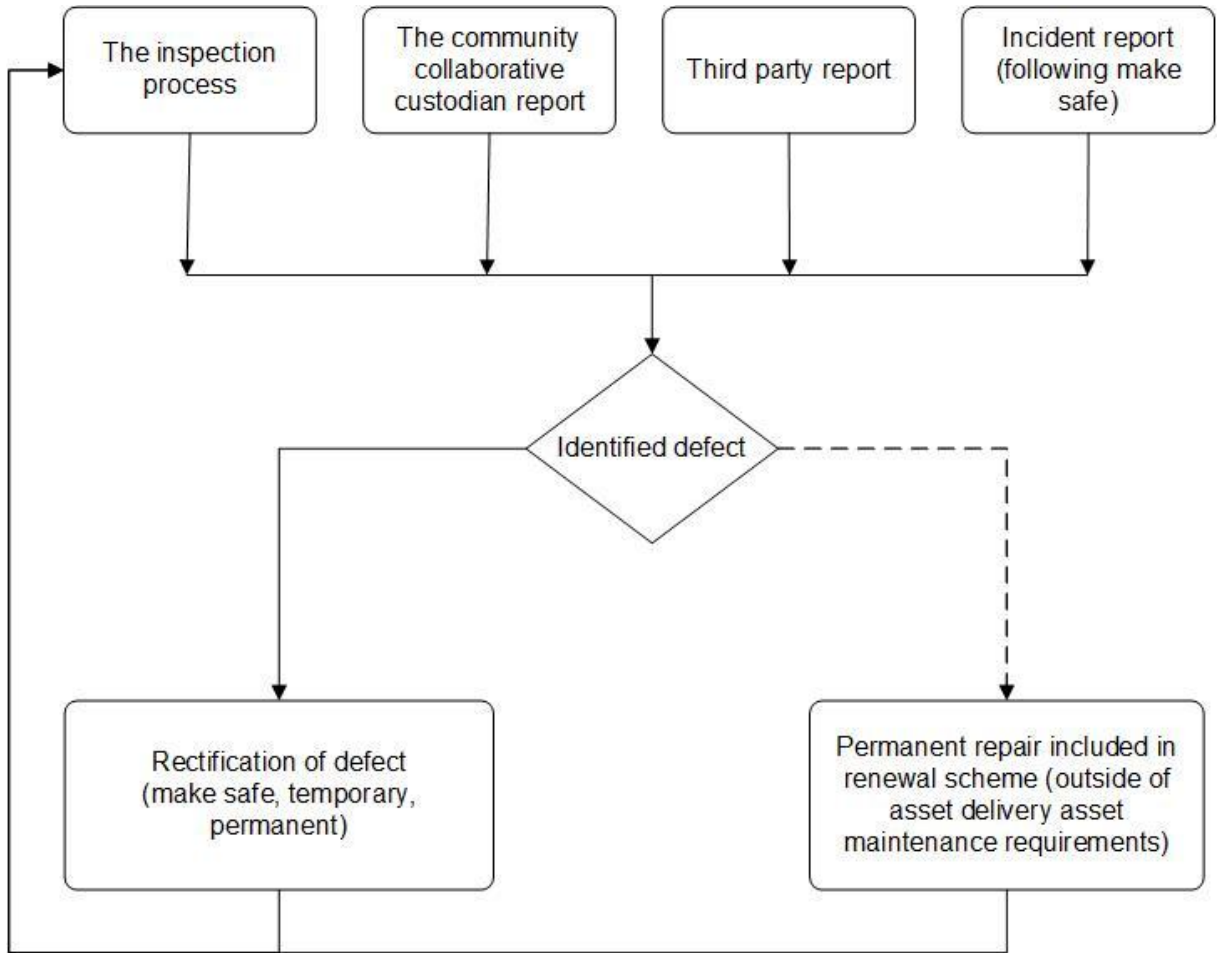 The inspection
process
The community
collaborative
custodian report
Third party report
Incident report
(following make
safe)
Identified defect
Rectification of defect
(make safe, temporary,
permanent)
Permanent repair included in
renewal scheme (outside of
asset delivery asset
maintenance requirements)